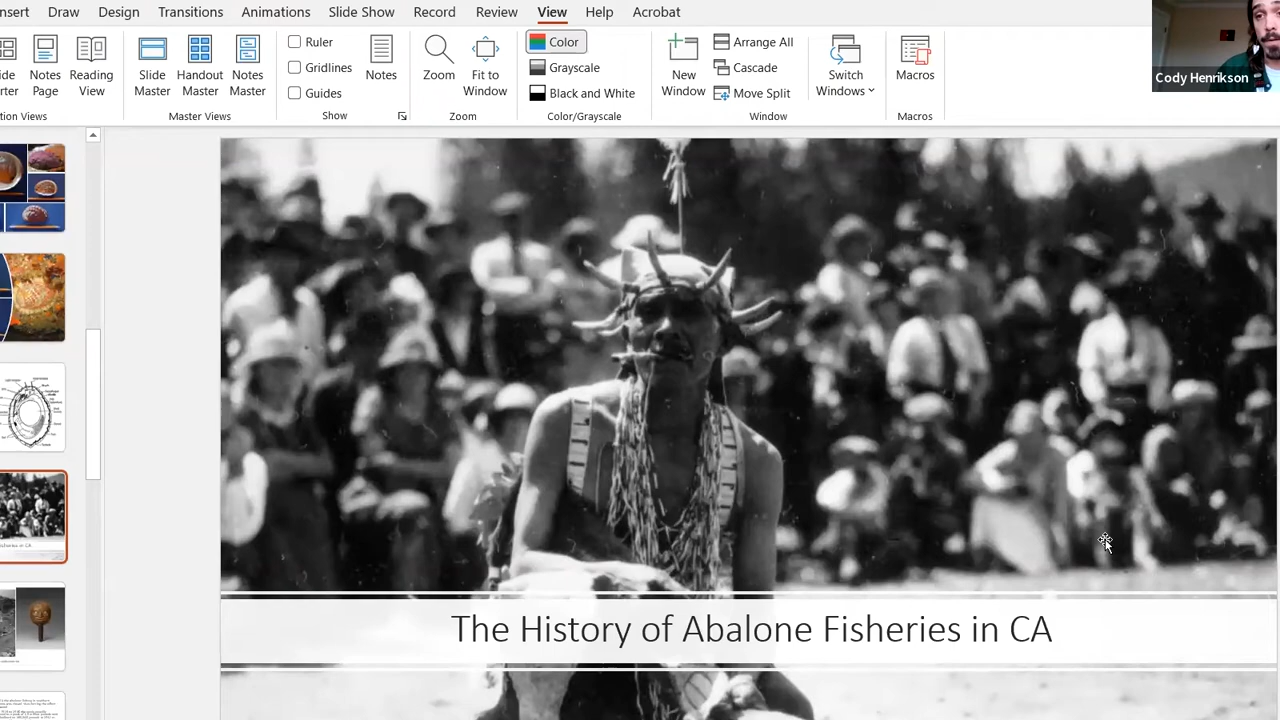 nsert Draw Design Transitions Animations Slide Show Record Review View Help Acrobat
Notes Page
Reading View
Slide Master
Handout Master
Notes Master
Master Views
Ruler
Gridlines
Guides
Notes
Show
Zoom
Fit to Window
Zoom
Color
Grayscale
Black and White
Color/Grayscale
New Window
Arrange All
Cascade
Move Split
Switch Windows
Window
Macros
Macros
Cody Henrikson
The History of Abalone Fisheries in CA